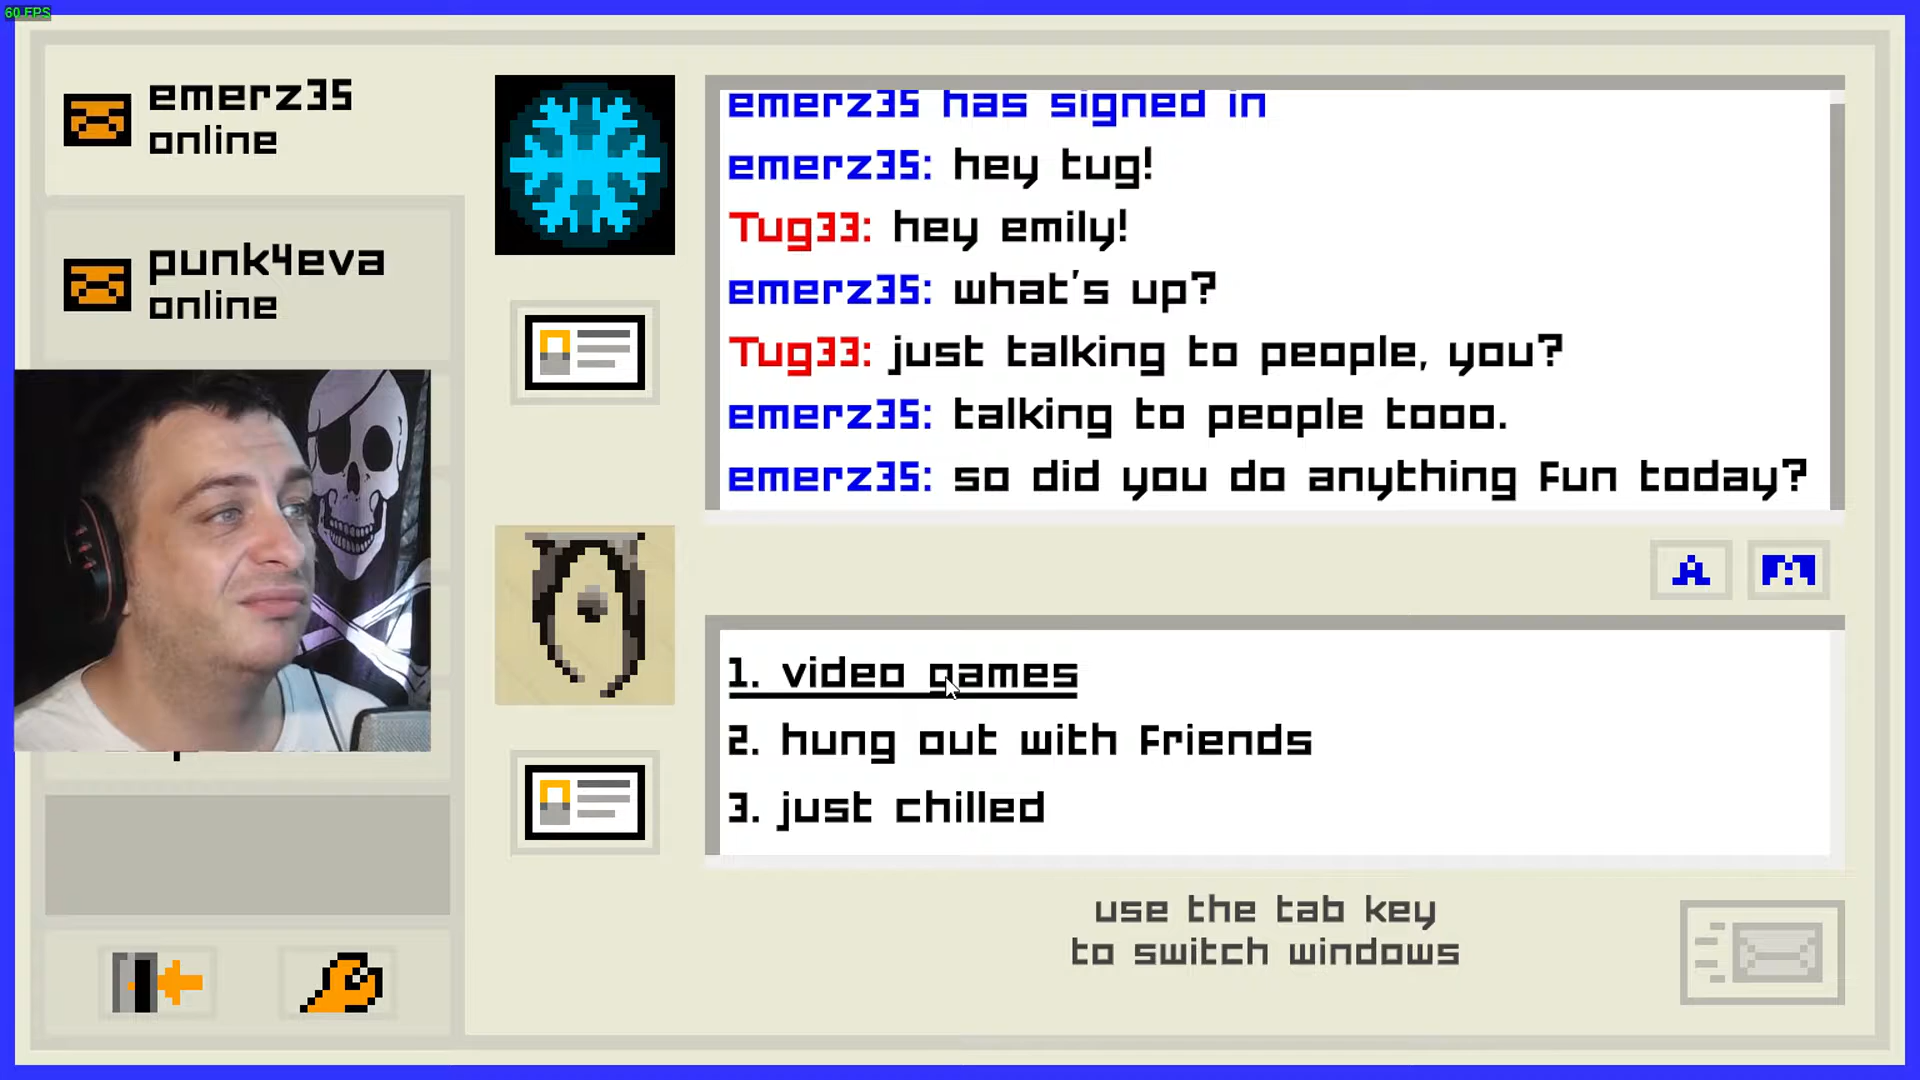 60 FPS
emerz35
online
punk4eva
online
emerz35 has signed in
emerz35: hey tug!
Tug33: hey emily!
emerz35: what's up?
Tug33: just talking to people, you?
emerz35: talking to people tooo.
emerz35: so did you do anything fun today?
A
1. video games
2. hung out with friends
3. just chilled
use the tab key
to switch windows